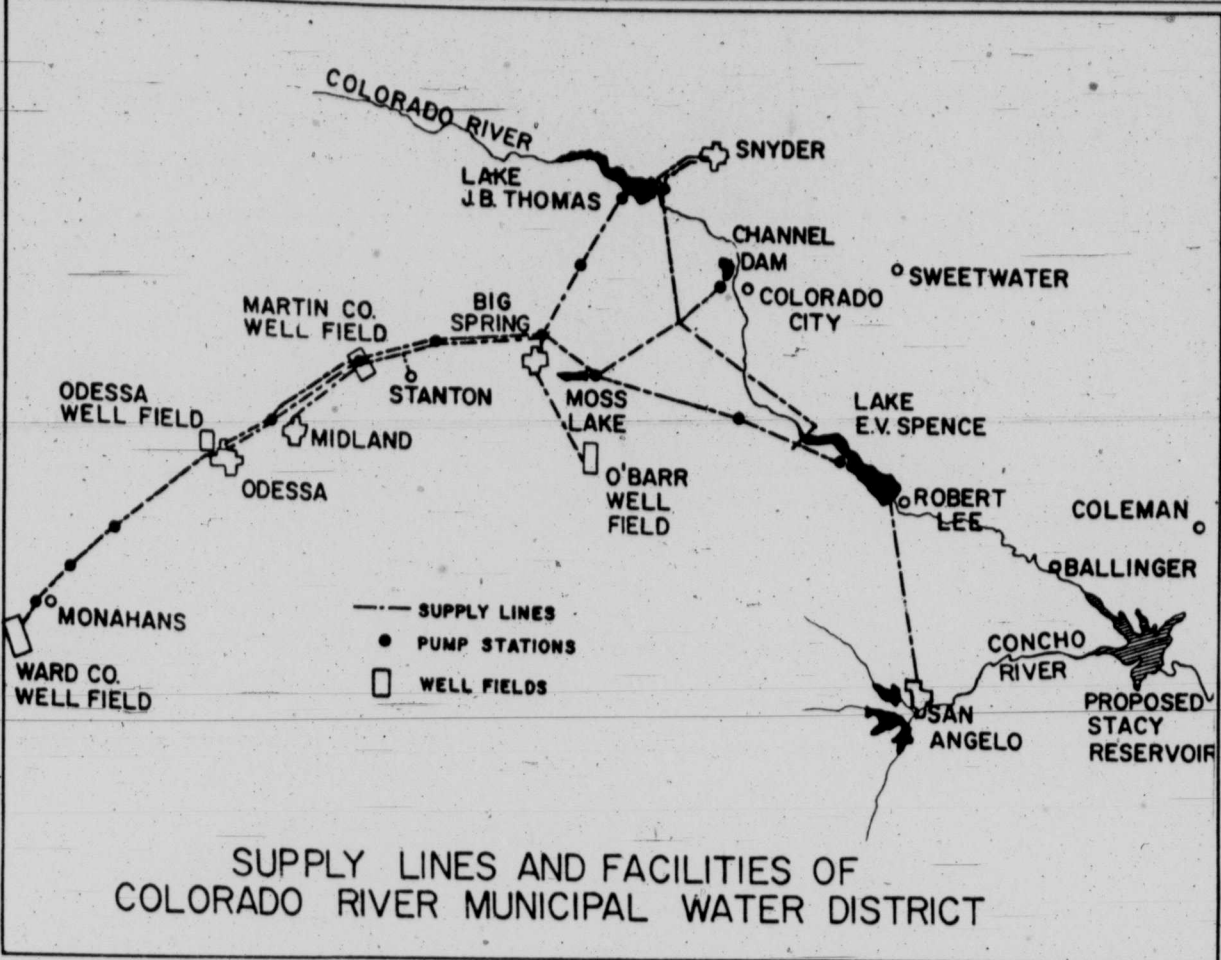 COLORADO RIVER
SNYDER
LAKE
J.B. THOMAS
CHANNEL
DAM
SWEETWATER
COLORADO
CITY
BIG
SPRING
MARTIN CO.
WELL FIELD
STANTON
MOSS
LAKE
ODESSA
WELL FIELD
MIDLAND
ODESSA
LAKE
E.V. SPENCE
O'BARR
WELL
FIELD
ROBERT
LEE
COLEMAN
BALLINGER
MONAHANS
WARD CO.
WELL FIELD
SUPPLY LINES
PUMP STATIONS
WELL FIELDS
CONCHO
RIVER
PROPOSED
STACY
RESERVOIR
SAN
ANGELO
SUPPLY LINES AND FACILITIES OF
COLORADO RIVER MUNICIPAL WATER DISTRICT